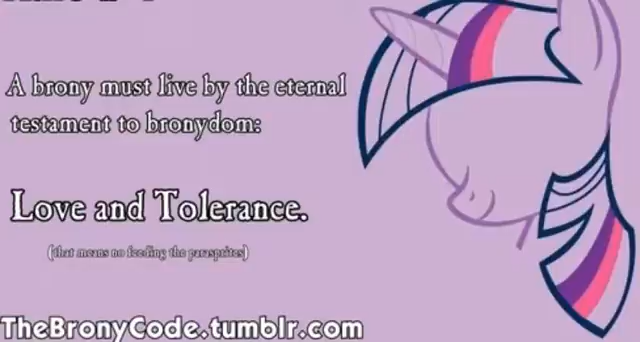 A brony must live by the eternal
testament to bronydom:
Love and Tolerance.
(that means no feeding the parasprites)
TheBronyCode.tumblr.com